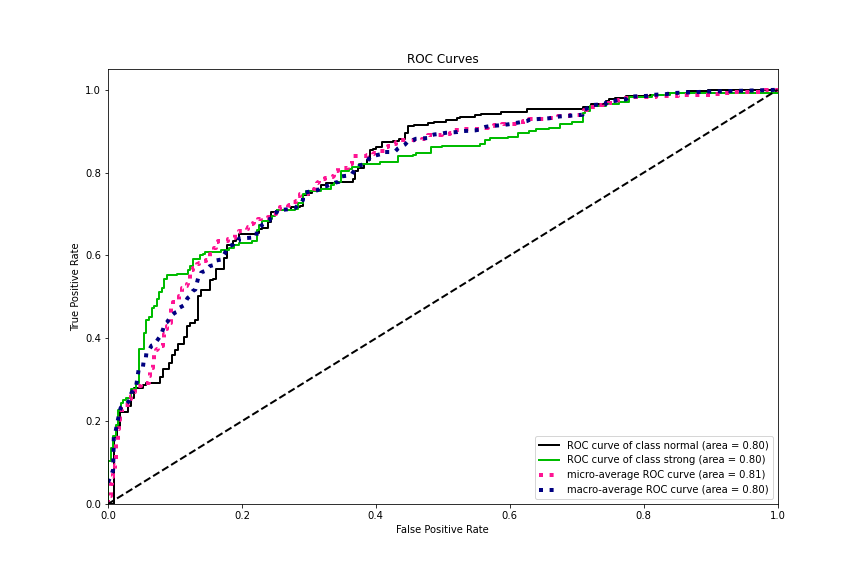 ROC Curves
True Positive Rate
1.0
0.8
0.6
0.4
0.2
0.0
0.0 0.2 0.4 0.6 0.8 1.0
False Positive Rate
ROC curve of class normal (area = 0.80)
ROC curve of class strong (area = 0.80)
micro-average ROC curve (area = 0.81)
macro-average ROC curve (area = 0.80)